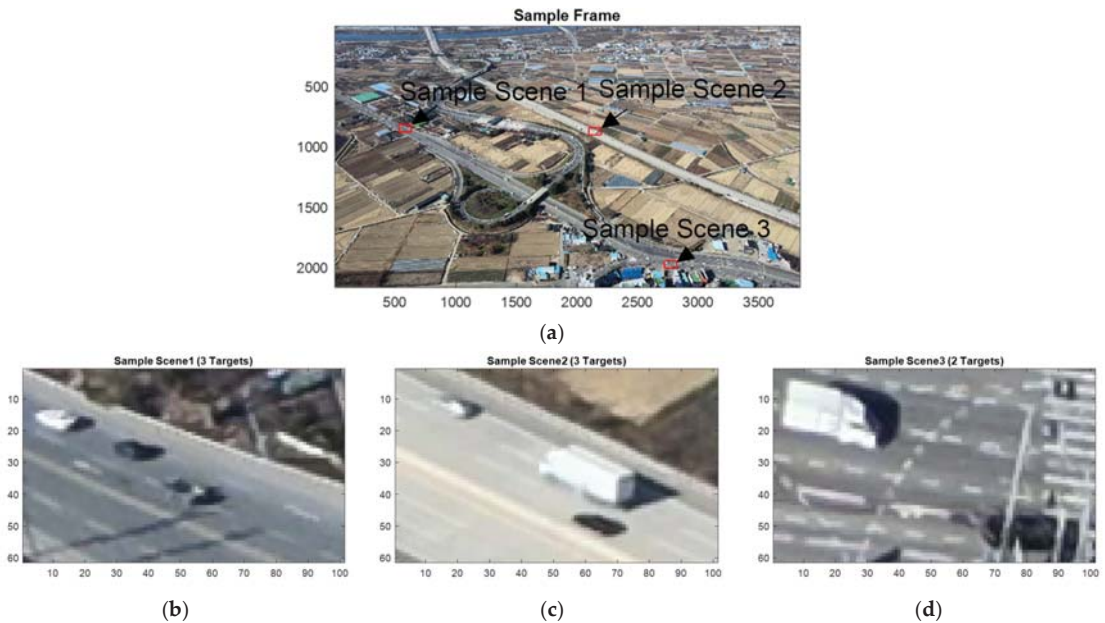 Sample Frame
500
1000
1500
2000
Sample Scene 1
Sample Scene 2
Sample Scene 3
500 1000 1500 2000 2500 3000 3500
(a)
Sample Scene1 (3 Targets)
10
20
30
40
50
60
10 20 30 40 50 60 70 80 90 100
(b)
Sample Scene2 (3 Targets)
10
20
30
40
50
60
10 20 30 40 50 60 70 80 90 100
(c)
Sample Scene3 (2 Targets)
10
20
30
40
50
60
10 20 30 40 50 60 70 80 90 100
(d)